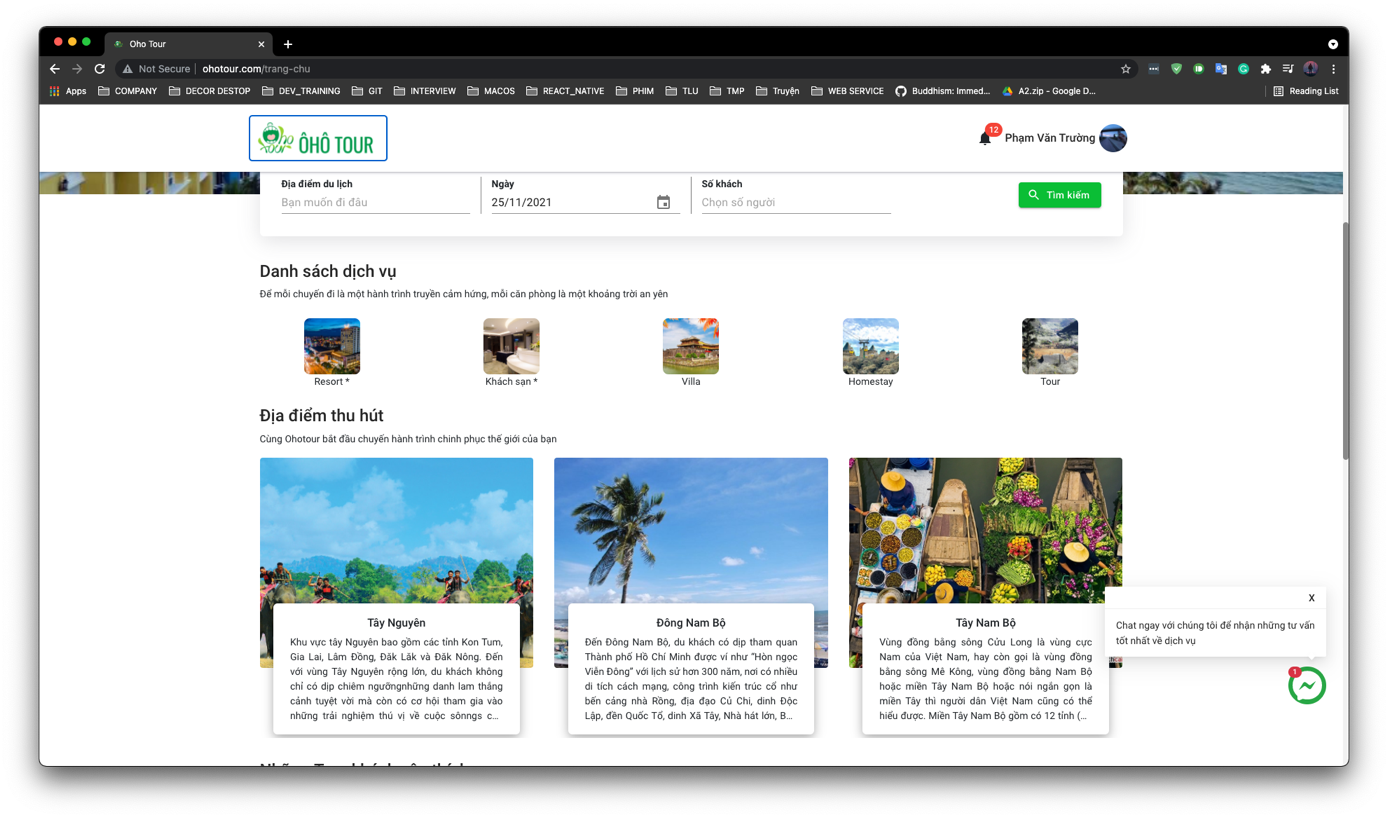 Oho Tour
Not Secure
ohotour.com/trang-chu
Apps
COMPANY
DECOR DESTOP
DEV_TRAINING
GIT
INTERVIEW
MACOS
REACT_NATIVE
PHIM
TLU
TMP
Truyện
WEB SERVICE
Buddhism: Immed...
A2.zip - Google D...
Reading List
Oho Tour
ÔHÔ TOUR
12
Phạm Văn Trường
Địa điểm du lịch
Bạn muốn đi đâu
Ngày
25/11/2021
Số khách
Chọn số người
Tìm kiếm
Danh sách dịch vụ
Để mỗi chuyến đi là một hành trình truyền cảm hứng, mỗi căn phòng là một khoảng trời an yên
Resort *
Khách sạn *
Villa
Homestay
Tour
Địa điểm thu hút
Cùng Ohotour bắt đầu chuyến hành trình chinh phục thế giới của bạn
Tây Nguyên
Khu vực tây Nguyên bao gồm các tỉnh Kon Tum,
Gia Lai, Lâm Đồng, Đăk Lăk và Đăk Nông. Đến
với vùng Tây Nguyên rộng lớn, du khách không
chỉ có dịp chiêm ngưỡngnhững danh lam thắng
cảnh tuyệt vời mà còn có cơ hội tham gia vào
những trải nghiệm thú vị về cuộc sônngs c...
Đông Nam Bộ
Đến Đông Nam Bộ, du khách có dịp tham quan
Thành phố Hồ Chí Minh được ví như “Hòn ngọc
Viễn Đông” với lịch sử hơn 300 năm, nơi có nhiều
di tích cách mạng, công trình kiến trúc cổ như
bến cảng nhà Rồng, địa đạo Củ Chi, dinh Độc
Lập, đền Quốc Tổ, dinh Xã Tây, Nhà hát lớn, B...
Tây Nam Bộ
Vùng đồng bằng sông Cửu Long là vùng cực
Nam của Việt Nam, hay còn gọi là vùng đồng
bằng sông Mê Kông, vùng đồng bằng Nam Bộ
hoặc miền Tây Nam Bộ hoặc nói ngắn gọn là
miền Tây thì người dân Việt Nam cũng có thể
hiểu được. Miền Tây Nam Bộ gồm có 12 tỉnh (...
X
Chat ngay với chúng tôi để nhận những tư vấn
tốt nhất về dịch vụ
1